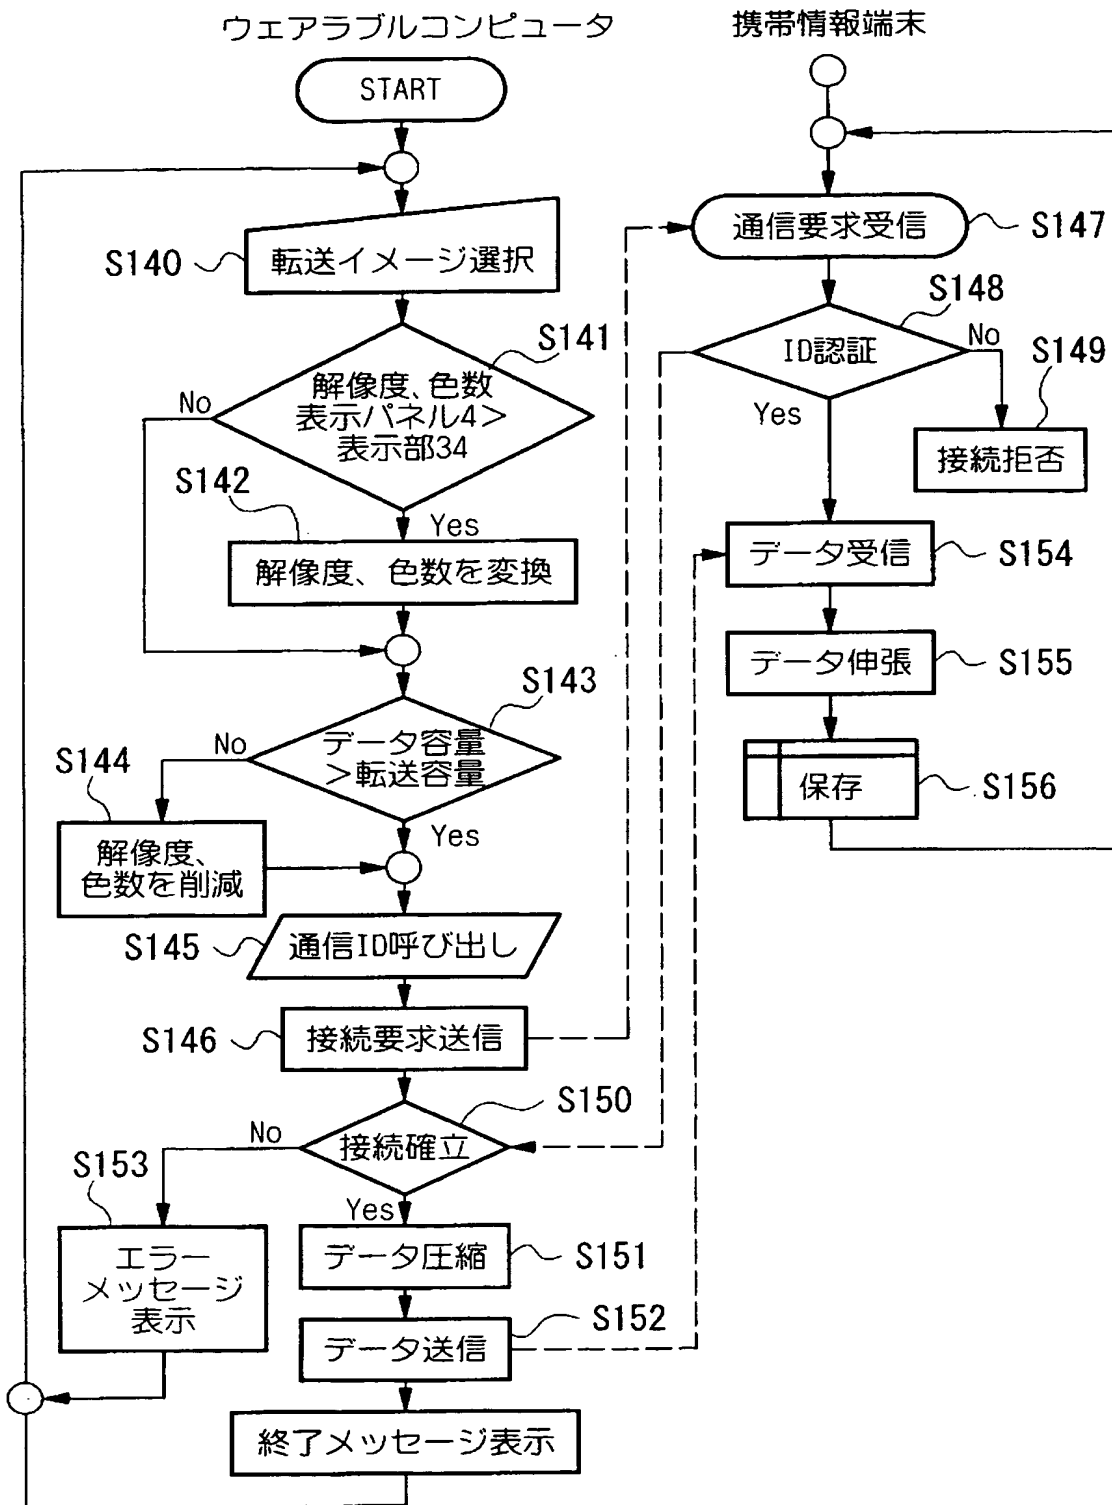 ウェアラブルコンピュータ
携帯情報端末
START
S140
転送イメージ選択
S141
解像度、色数
表示パネル4>
表示部34
No
Yes
S142
解像度、色数を変換
S143
データ容量
>転送容量
No
Yes
S144
解像度、
色数を削減
S145
通信ID呼び出し
S146
接続要求送信
S150
接続確立
No
Yes
S153
エラー
メッセージ
表示
データ圧縮
S151
データ送信
S152
終了メッセージ表示
通信要求受信
S147
S148
ID認証
No
Yes
S149
接続拒否
データ受信
S154
データ伸張
S155
保存
S156